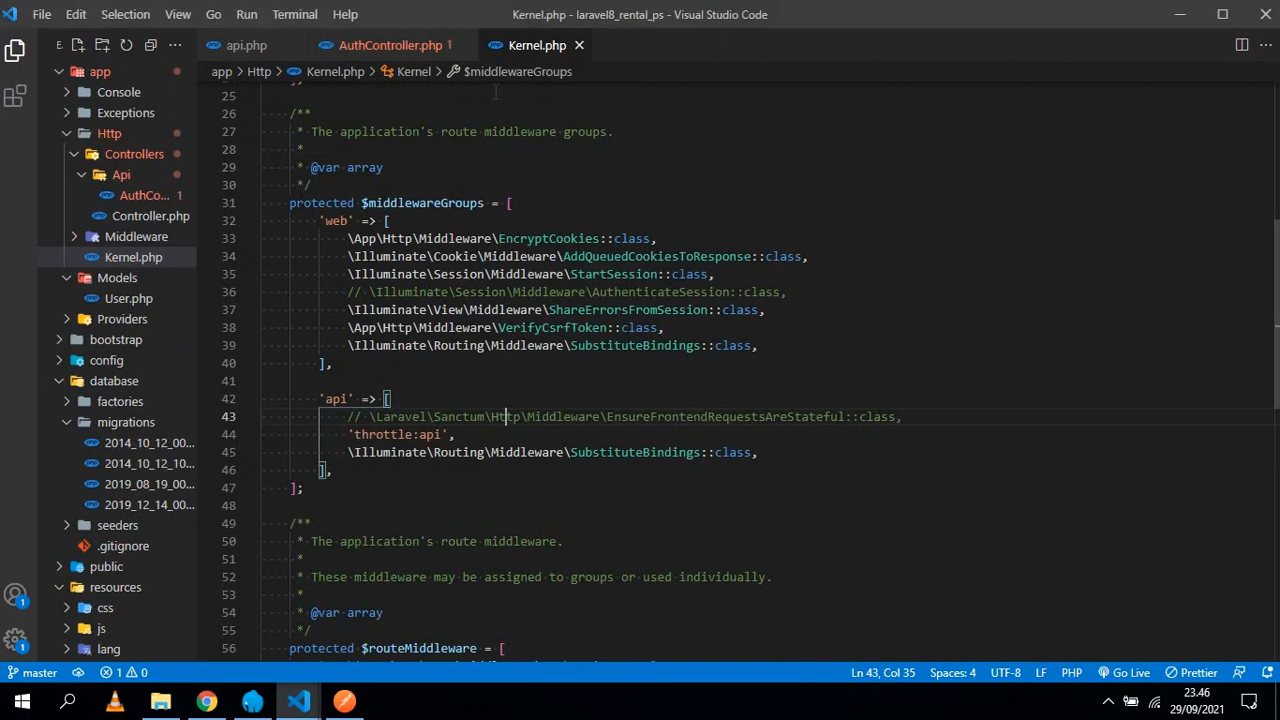 File Edit Selection View Go Run Terminal Help
Kernel.php - laravel8_rental_ps - Visual Studio Code
E.
api.php
AuthController.php 1
Kernel.php
app
Http
Kernel.php
Kernel
$middlewareGroups
app
Console
Exceptions
Http
Controllers
Api
AuthCo... 1
Controller.php
Middleware
Kernel.php
Models
User.php
Providers
bootstrap
config
database
factories
migrations
2014_10_12_00...
2014_10_12_00...
2019_08_19_00...
2019_12_14_00...
seeders
.gitignore
public
resources
css
js
lang
25
26 /**
27 * The application's route middleware groups.
28 *
29 * @var array
30 */
31 protected $middlewareGroups = [
32 'web' => [
33 \App\Http\Middleware\EncryptCookies::class,
34 \Illuminate\Cookie\Middleware\AddQueuedCookiesToResponse::class,
35 \Illuminate\Session\Middleware\StartSession::class,
36 // \Illuminate\Session\Middleware\AuthenticateSession::class,
37 \Illuminate\View\Middleware\ShareErrorsFromSession::class,
38 \App\Http\Middleware\VerifyCsrfToken::class,
39 \Illuminate\Routing\Middleware\SubstituteBindings::class,
40 ],
41
42 'api' => [
43 // \Laravel\Sanctum\Http\Middleware\EnsureFrontendRequestsAreStateful::class,
44 'throttle:api',
45 \Illuminate\Routing\Middleware\SubstituteBindings::class,
46 ],
47 ];
48
49 /**
50 * The application's route middleware.
51 *
52 * These middleware may be assigned to groups or used individually.
53 *
54 * @var array
55 */
56 protected $routeMiddleware = [
1
1
master
1 0
Ln 43, Col 35
Spaces: 4
UTF-8
LF
PHP
Go Live
Prettier
23.46
29/09/2021
1